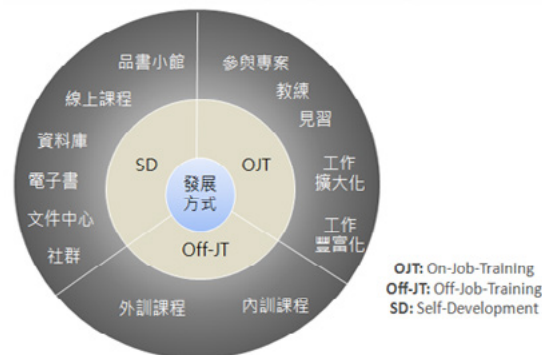 品書小館
線上課程
資料庫
電子書
文件中心
社群
參與專案
教練
見習
工作
擴大化
工作
豐富化
外訓課程
內訓課程
SD
OJT
Off-JT
發展
方式
OJT: On-Job-Training
Off-JT: Off-Job-Training
SD: Self-Development